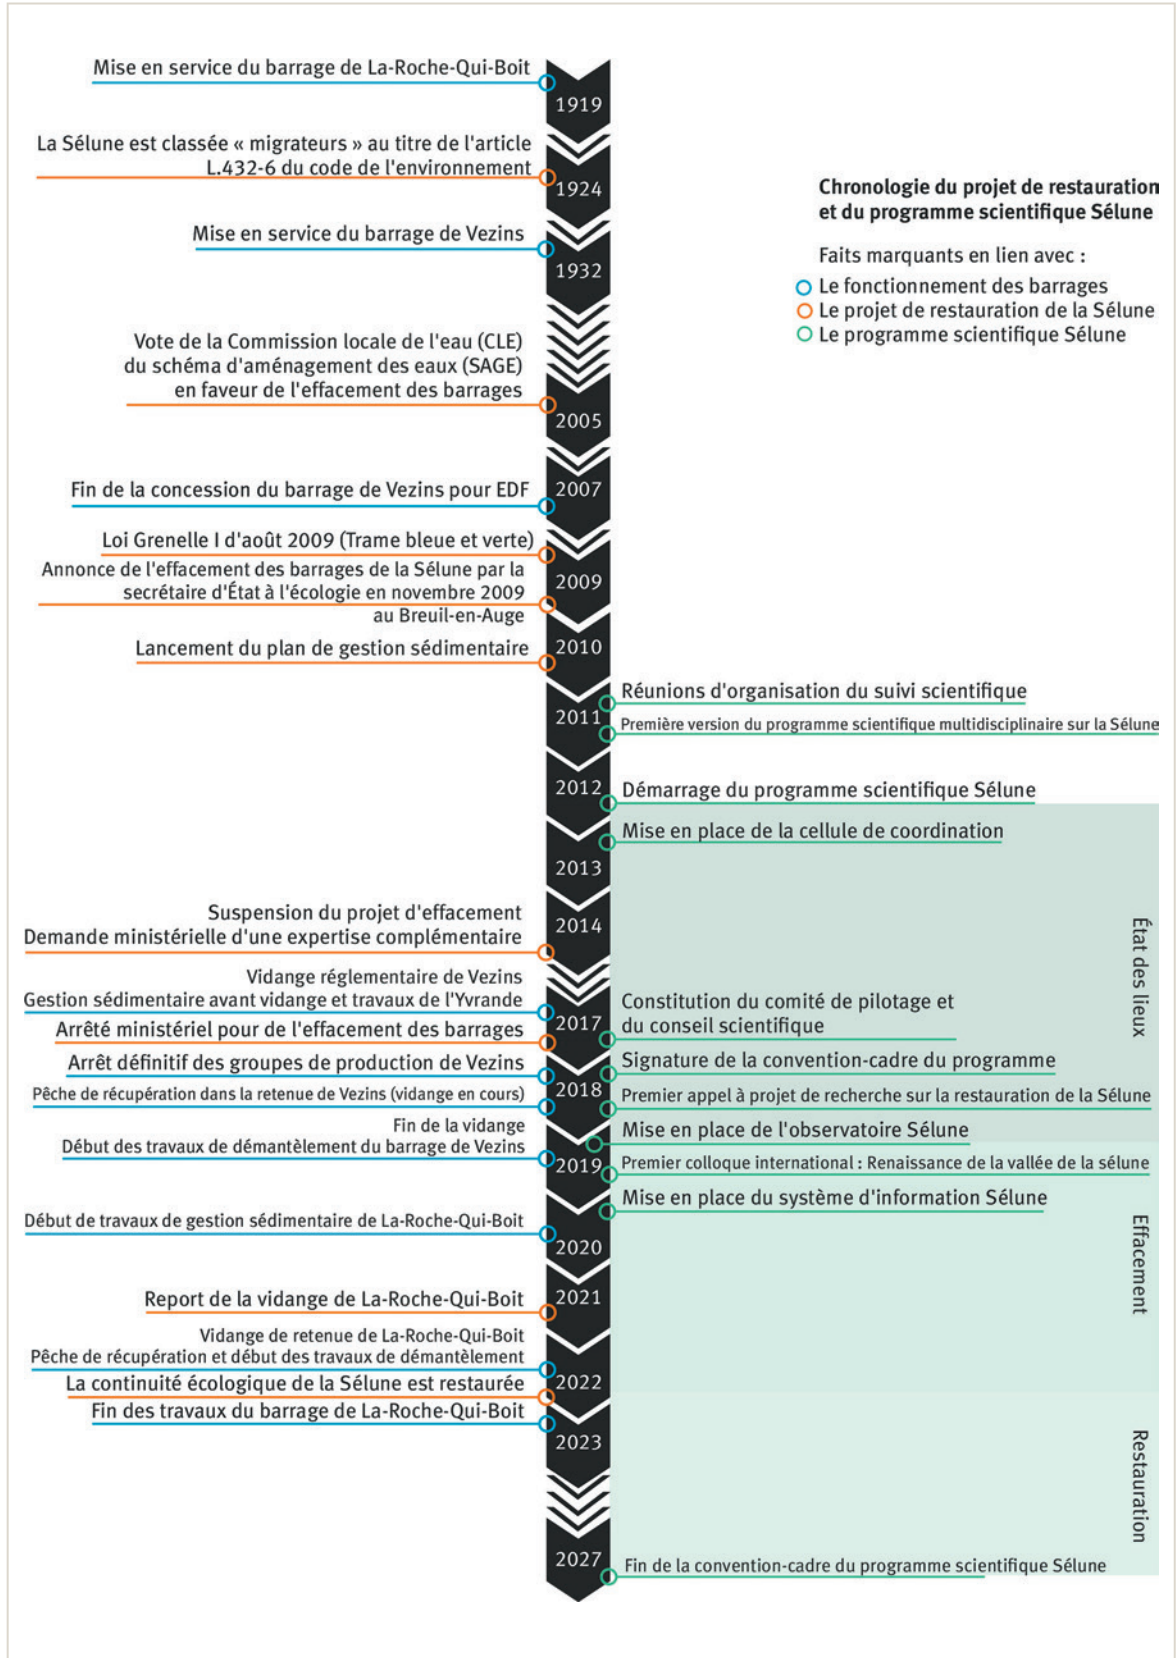 Mise en service du barrage de La-Roche-Qui-Boit
1919
La Sélune est classée « migrateurs » au titre de l'article
L.432-6 du code de l'environnement
1924
Chronologie du projet de restauration
et du programme scientifique Sélune
Faits marquants en lien avec :
Le fonctionnement des barrages
Le projet de restauration de la Sélune
Le programme scientifique Sélune
Mise en service du barrage de Vezins
1932
Vote de la Commission locale de l'eau (CLE)
du schéma d'aménagement des eaux (SAGE)
en faveur de l'effacement des barrages
2005
Fin de la concession du barrage de Vezins pour EDF
2007
Loi Grenelle I d'août 2009 (Trame bleue et verte)
Annonce de l'effacement des barrages de la Sélune par la
secrétaire d'État à l'écologie en novembre 2009
au Breuil-en-Auge
2009
Lancement du plan de gestion sédimentaire
2010
Réunions d'organisation du suivi scientifique
2011
Première version du programme scientifique multidisciplinaire sur la Sélune
2012
Démarrage du programme scientifique Sélune
Mise en place de la cellule de coordination
2013
Suspension du projet d'effacement
Demande ministérielle d'une expertise complémentaire
2014
État des lieux
Vidange réglementaire de Vezins
Gestion sédimentaire avant vidange et travaux de l'Yvrande
Arrêté ministériel pour de l'effacement des barrages
2017
Constitution du comité de pilotage et
du conseil scientifique
Arrêt définitif des groupes de production de Vezins
Pêche de récupération dans la retenue de Vezins (vidange en cours)
2018
Signature de la convention-cadre du programme
Premier appel à projet de recherche sur la restauration de la Sélune
Fin de la vidange
Début des travaux de démantèlement du barrage de Vezins
2019
Mise en place de l'observatoire Sélune
Premier colloque international : Renaissance de la vallée de la sélune
Mise en place du système d'information Sélune
Début de travaux de gestion sédimentaire de La-Roche-Qui-Boit
2020
Effacement
Report de la vidange de La-Roche-Qui-Boit
2021
Vidange de retenue de La-Roche-Qui-Boit
Pêche de récupération et début des travaux de démantèlement
La continuité écologique de la Sélune est restaurée
2022
Fin des travaux du barrage de La-Roche-Qui-Boit
2023
Restauration
2027
Fin de la convention-cadre du programme scientifique Sélune